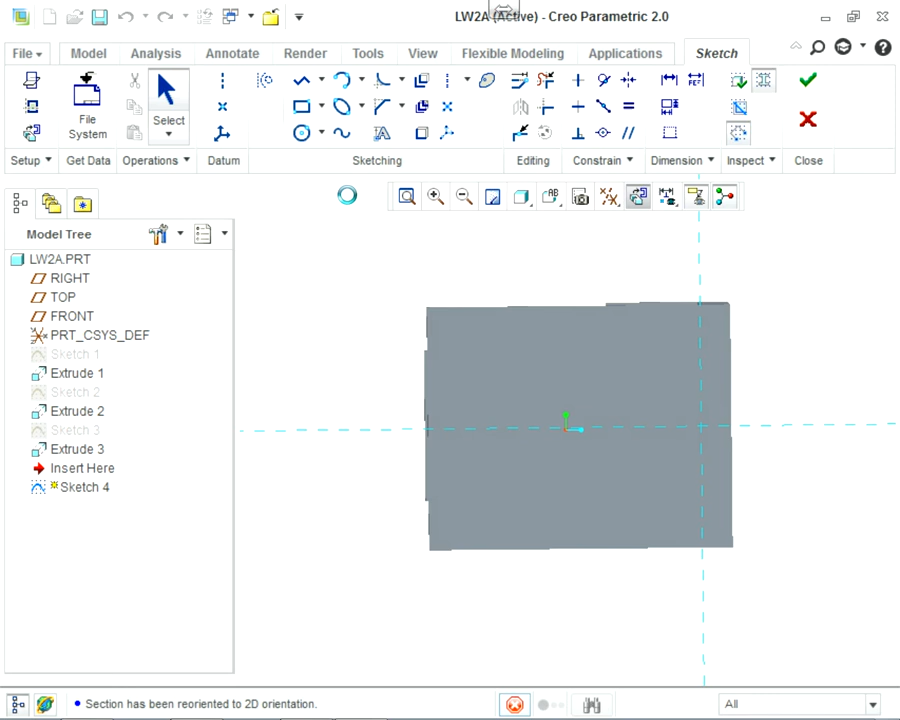 LW2A (Active) - Creo Parametric 2.0
File
Model
Analysis
Annotate
Render
Tools
View
Flexible Modeling
Applications
Sketch
File System
Select
Setup
Get Data
Operations
Datum
Sketching
Editing
Constrain
Dimension
Inspect
Close
Model Tree
LW2A.PRT
RIGHT
TOP
FRONT
PRT_CSYS_DEF
Sketch 1
Extrude 1
Sketch 2
Extrude 2
Sketch 3
Extrude 3
Insert Here
Sketch 4
Section has been reoriented to 2D orientation.
All